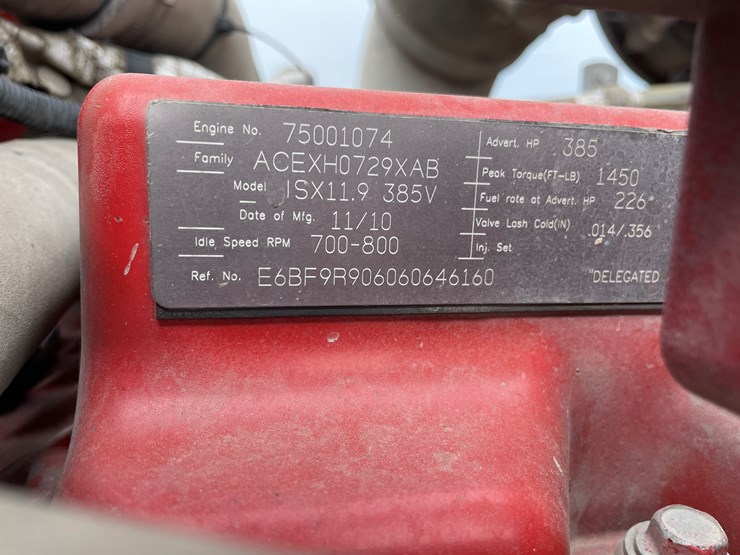 Engine No. 75001074
Family ACEXH0729XAB
Model ISX11.9 385V
Date of Mfg. 11/10
Idle Speed RPM 700-800
Ref. No. E6BF9R906060646160
Advert. HP 385
Peak Torque(FT-LB) 1450
Fuel rate at Advert. HP 226
Valve Lash Cold(IN) .014/.356
Inj. Set
"DELEGATED